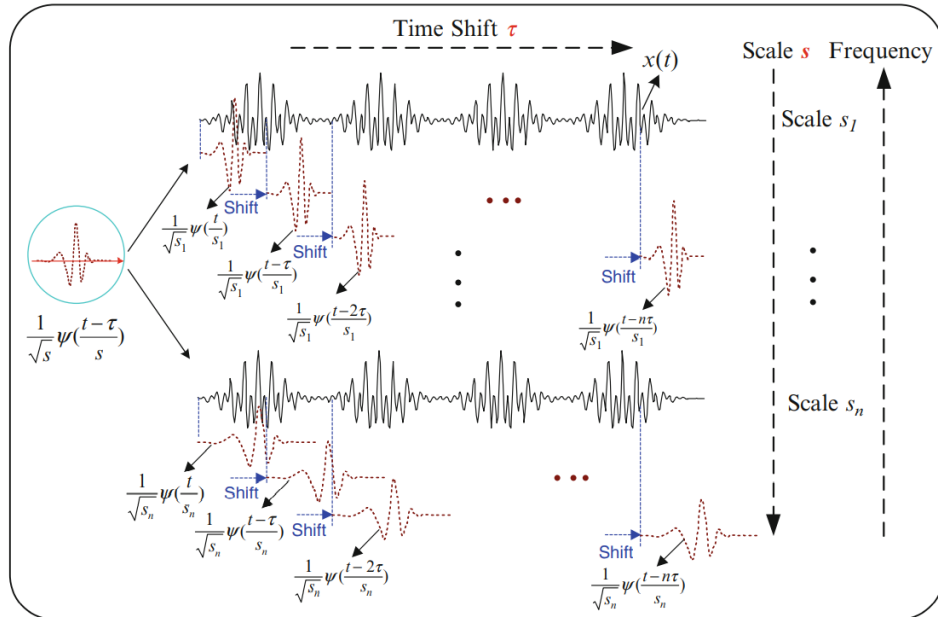 Time Shift τ
Scale s Frequency
x(t)
Scale s₁
Shift
1/√s₁ ψ(t/s₁)
Shift
1/√s₁ ψ((t−τ)/s₁)
Shift
1/√s₁ ψ((t−2τ)/s₁)
1/√s₁ ψ((t−nτ)/s₁)
1/√s ψ((t−τ)/s)
Scale sₙ
1/√sₙ ψ(t/sₙ)
Shift
1/√sₙ ψ((t−τ)/sₙ)
Shift
1/√sₙ ψ((t−2τ)/sₙ)
Shift
1/√sₙ ψ((t−nτ)/sₙ)